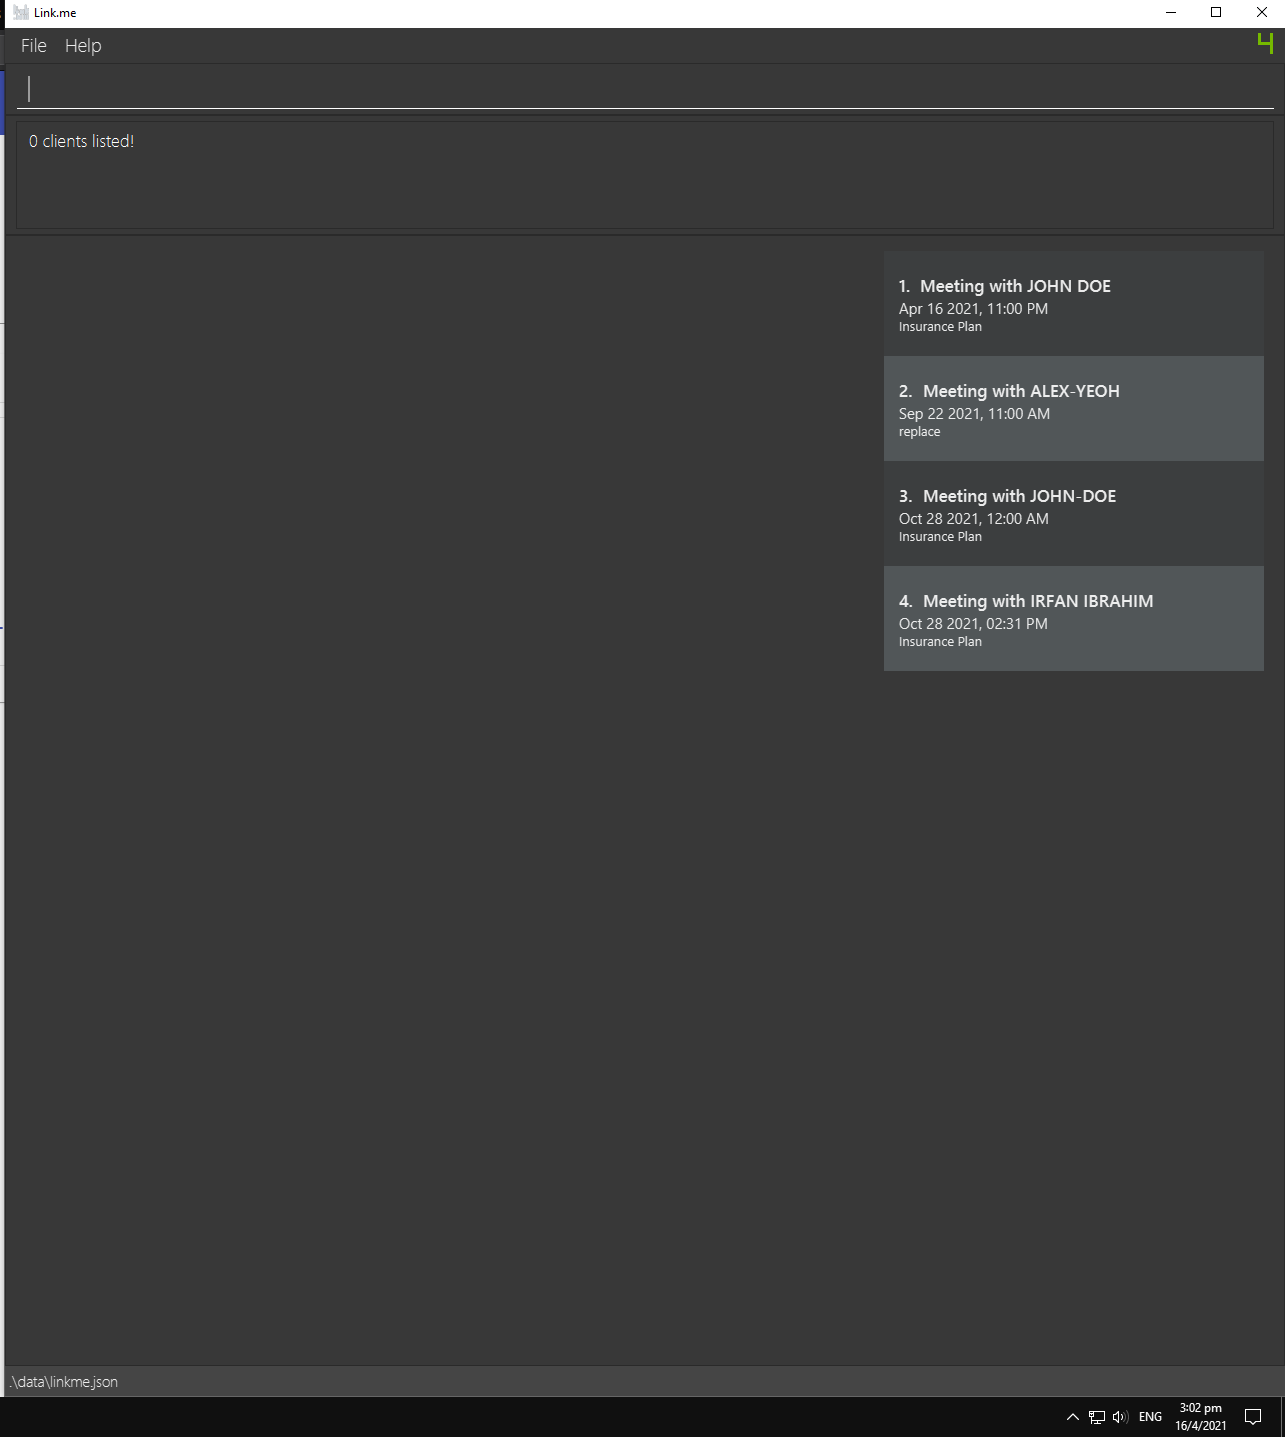 Link.me
File Help
4
0 clients listed!
1. Meeting with JOHN DOE
Apr 16 2021, 11:00 PM
Insurance Plan
2. Meeting with ALEX-YEOH
Sep 22 2021, 11:00 AM
replace
3. Meeting with JOHN-DOE
Oct 28 2021, 12:00 AM
Insurance Plan
4. Meeting with IRFAN IBRAHIM
Oct 28 2021, 02:31 PM
Insurance Plan
.\data\linkme.json
ENG
3:02 pm
16/4/2021